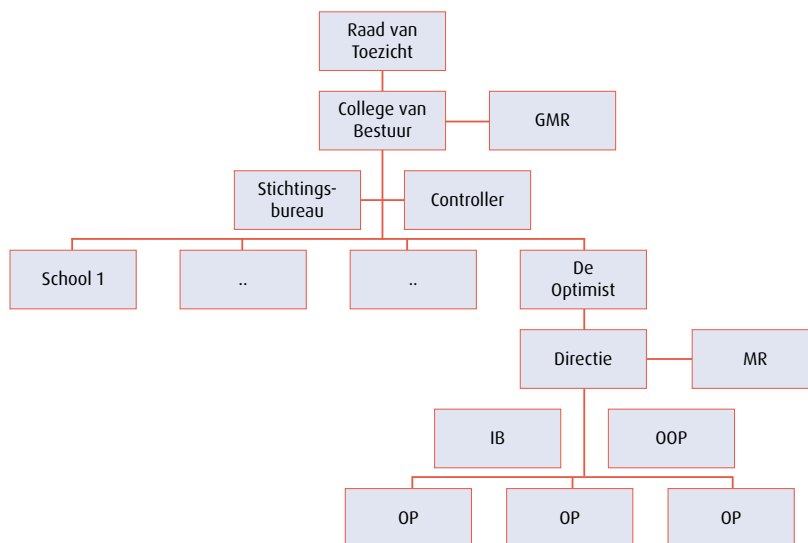 Raad van
Toezicht
College van
Bestuur
GMR
Stichtings-
bureau
Controller
School 1
..
..
De
Optimist
Directie
MR
IB
OOP
OP
OP
OP